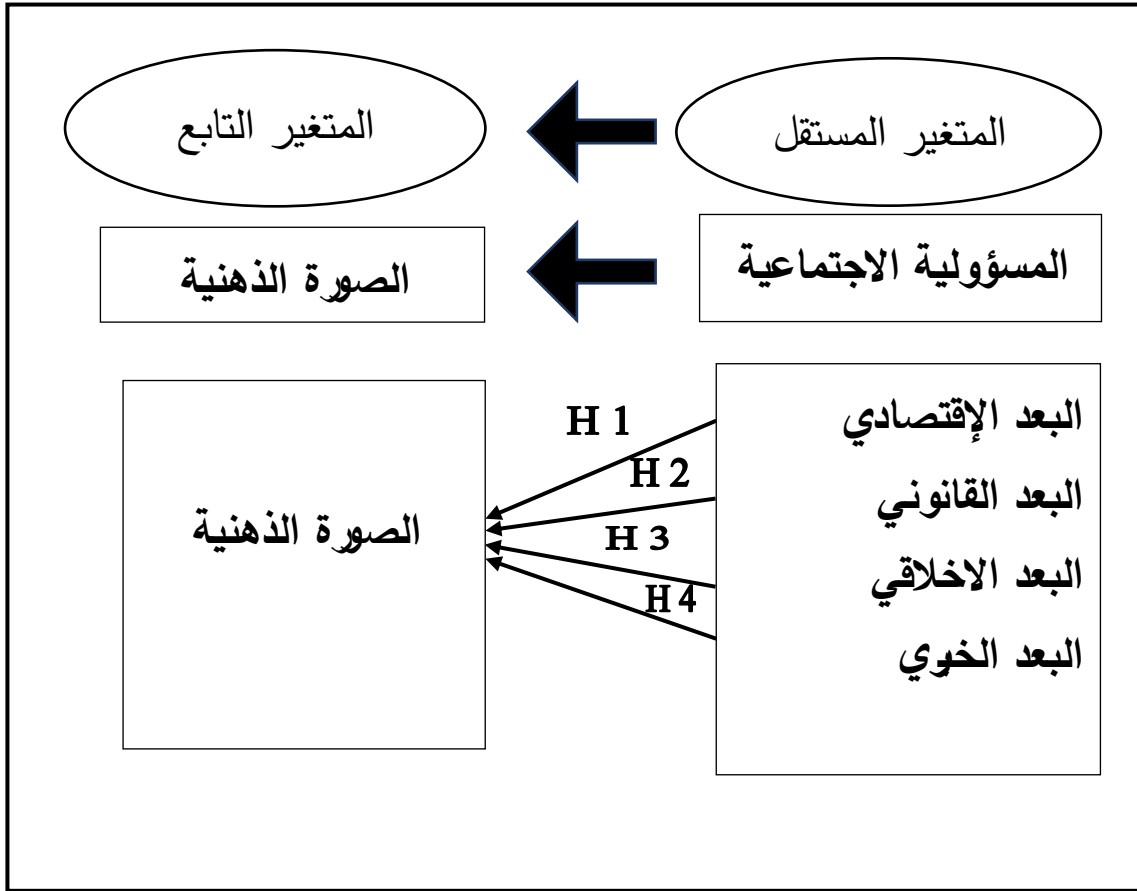 المتغير المستقل
المتغير التابع
المسؤولية الاجتماعية
الصورة الذهنية
البعد الإقتصادي
البعد القانوني
البعد الاخلاقي
البعد الخيري
H 1
H 2
H 3
H 4
الصورة الذهنية